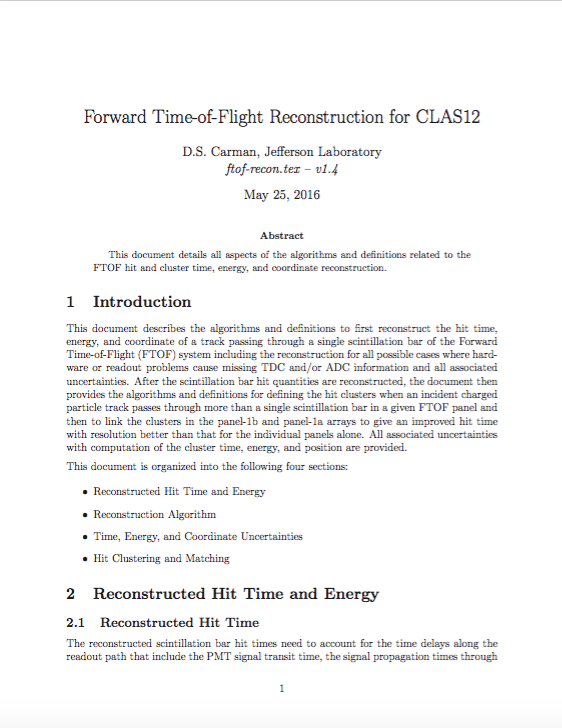 Forward Time-of-Flight Reconstruction for CLAS12
D.S. Carman, Jefferson Laboratory
ftof-recon.tex – v1.4
May 25, 2016
Abstract
This document details all aspects of the algorithms and definitions related to the
FTOF hit and cluster time, energy, and coordinate reconstruction.
1 Introduction
This document describes the algorithms and definitions to first reconstruct the hit time,
energy, and coordinate of a track passing through a single scintillation bar of the Forward
Time-of-Flight (FTOF) system including the reconstruction for all possible cases where hard-
ware or readout problems cause missing TDC and/or ADC information and all associated
uncertainties. After the scintillation bar hit quantities are reconstructed, the document then
provides the algorithms and definitions for defining the hit clusters when an incident charged
particle track passes through more than a single scintillation bar in a given FTOF panel and
then to link the clusters in the panel-1b and panel-1a arrays to give an improved hit time
with resolution better than that for the individual panels alone. All associated uncertainties
with computation of the cluster time, energy, and position are provided.
This document is organized into the following four sections:
• Reconstructed Hit Time and Energy
• Reconstruction Algorithm
• Time, Energy, and Coordinate Uncertainties
• Hit Clustering and Matching
2 Reconstructed Hit Time and Energy
2.1 Reconstructed Hit Time
The reconstructed scintillation bar hit times need to account for the time delays along the
readout path that include the PMT signal transit time, the signal propagation times through
1